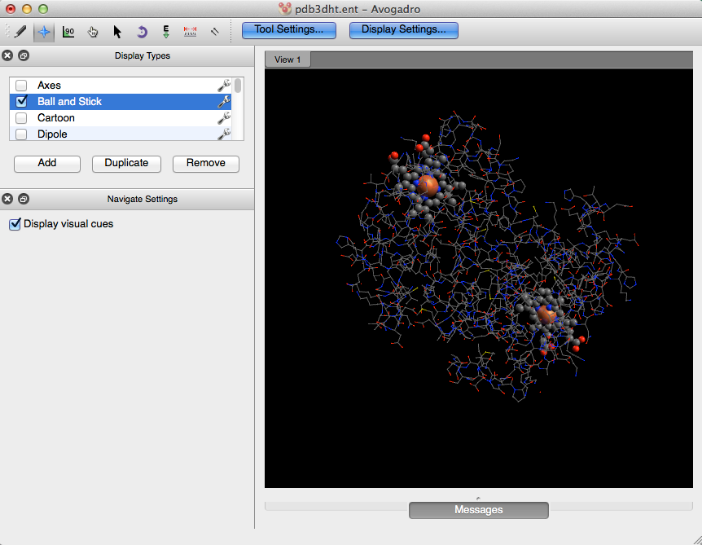 pdb3dht.ent – Avogadro
90 E Tool Settings... Display Settings...
Display Types
Axes
Ball and Stick
Cartoon
Dipole
Add Duplicate Remove
Navigate Settings
Display visual cues
View 1
Messages